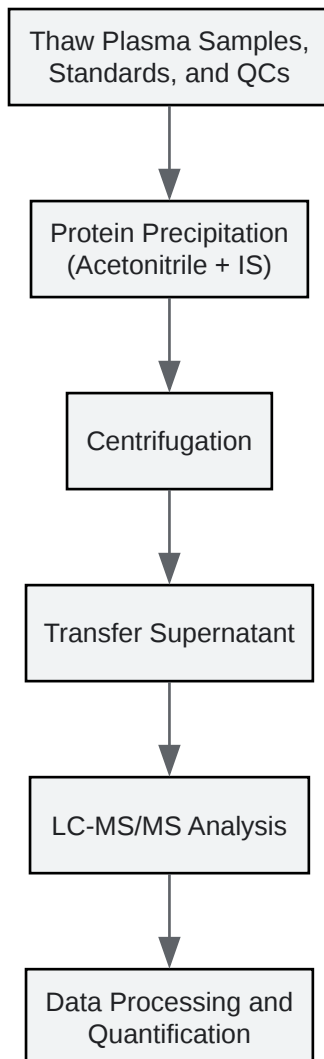 Thaw Plasma Samples,
Standards, and QCs
Protein Precipitation
(Acetonitrile + IS)
Centrifugation
Transfer Supernatant
LC-MS/MS Analysis
Data Processing and
Quantification